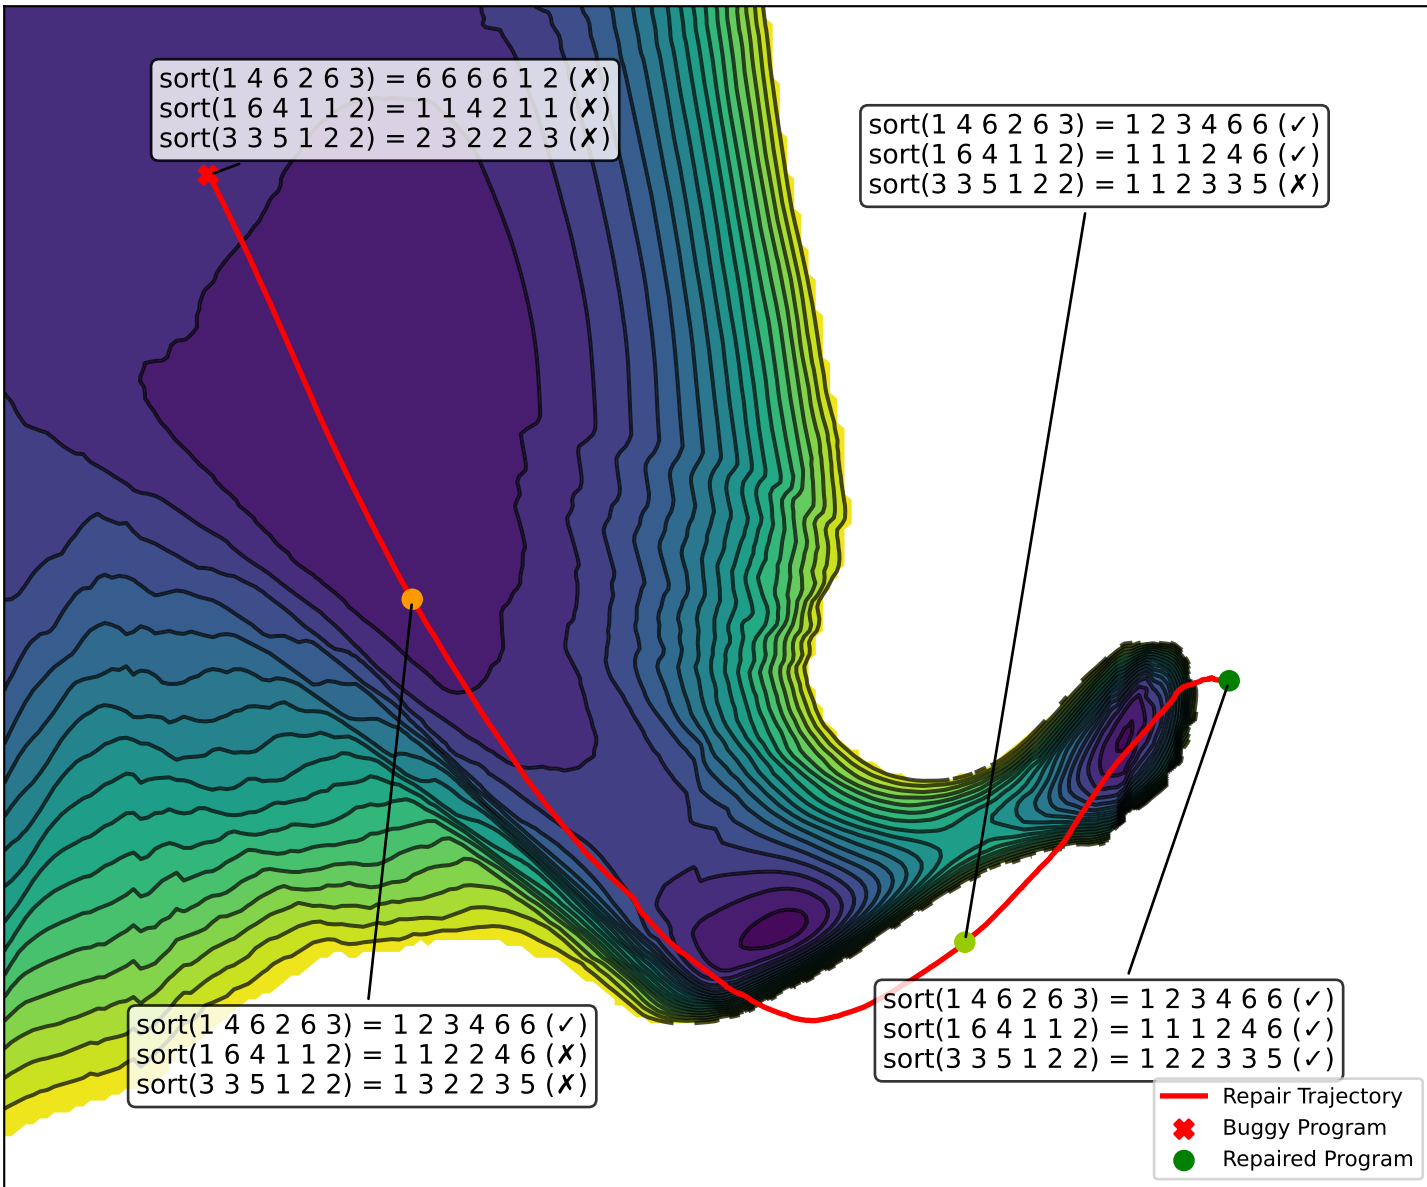 sort(1 4 6 2 6 3) = 6 6 6 6 1 2 (✗)
sort(1 6 4 1 1 2) = 1 1 4 2 1 1 (✗)
sort(3 3 5 1 2 2) = 2 3 2 2 2 3 (✗)
sort(1 4 6 2 6 3) = 1 2 3 4 6 6 (✓)
sort(1 6 4 1 1 2) = 1 1 1 2 4 6 (✓)
sort(3 3 5 1 2 2) = 1 1 2 3 3 5 (✗)
sort(1 4 6 2 6 3) = 1 2 3 4 6 6 (✓)
sort(1 6 4 1 1 2) = 1 1 2 2 4 6 (✗)
sort(3 3 5 1 2 2) = 1 3 2 2 3 5 (✗)
sort(1 4 6 2 6 3) = 1 2 3 4 6 6 (✓)
sort(1 6 4 1 1 2) = 1 1 1 2 4 6 (✓)
sort(3 3 5 1 2 2) = 1 2 2 3 3 5 (✓)
Repair Trajectory
Buggy Program
Repaired Program